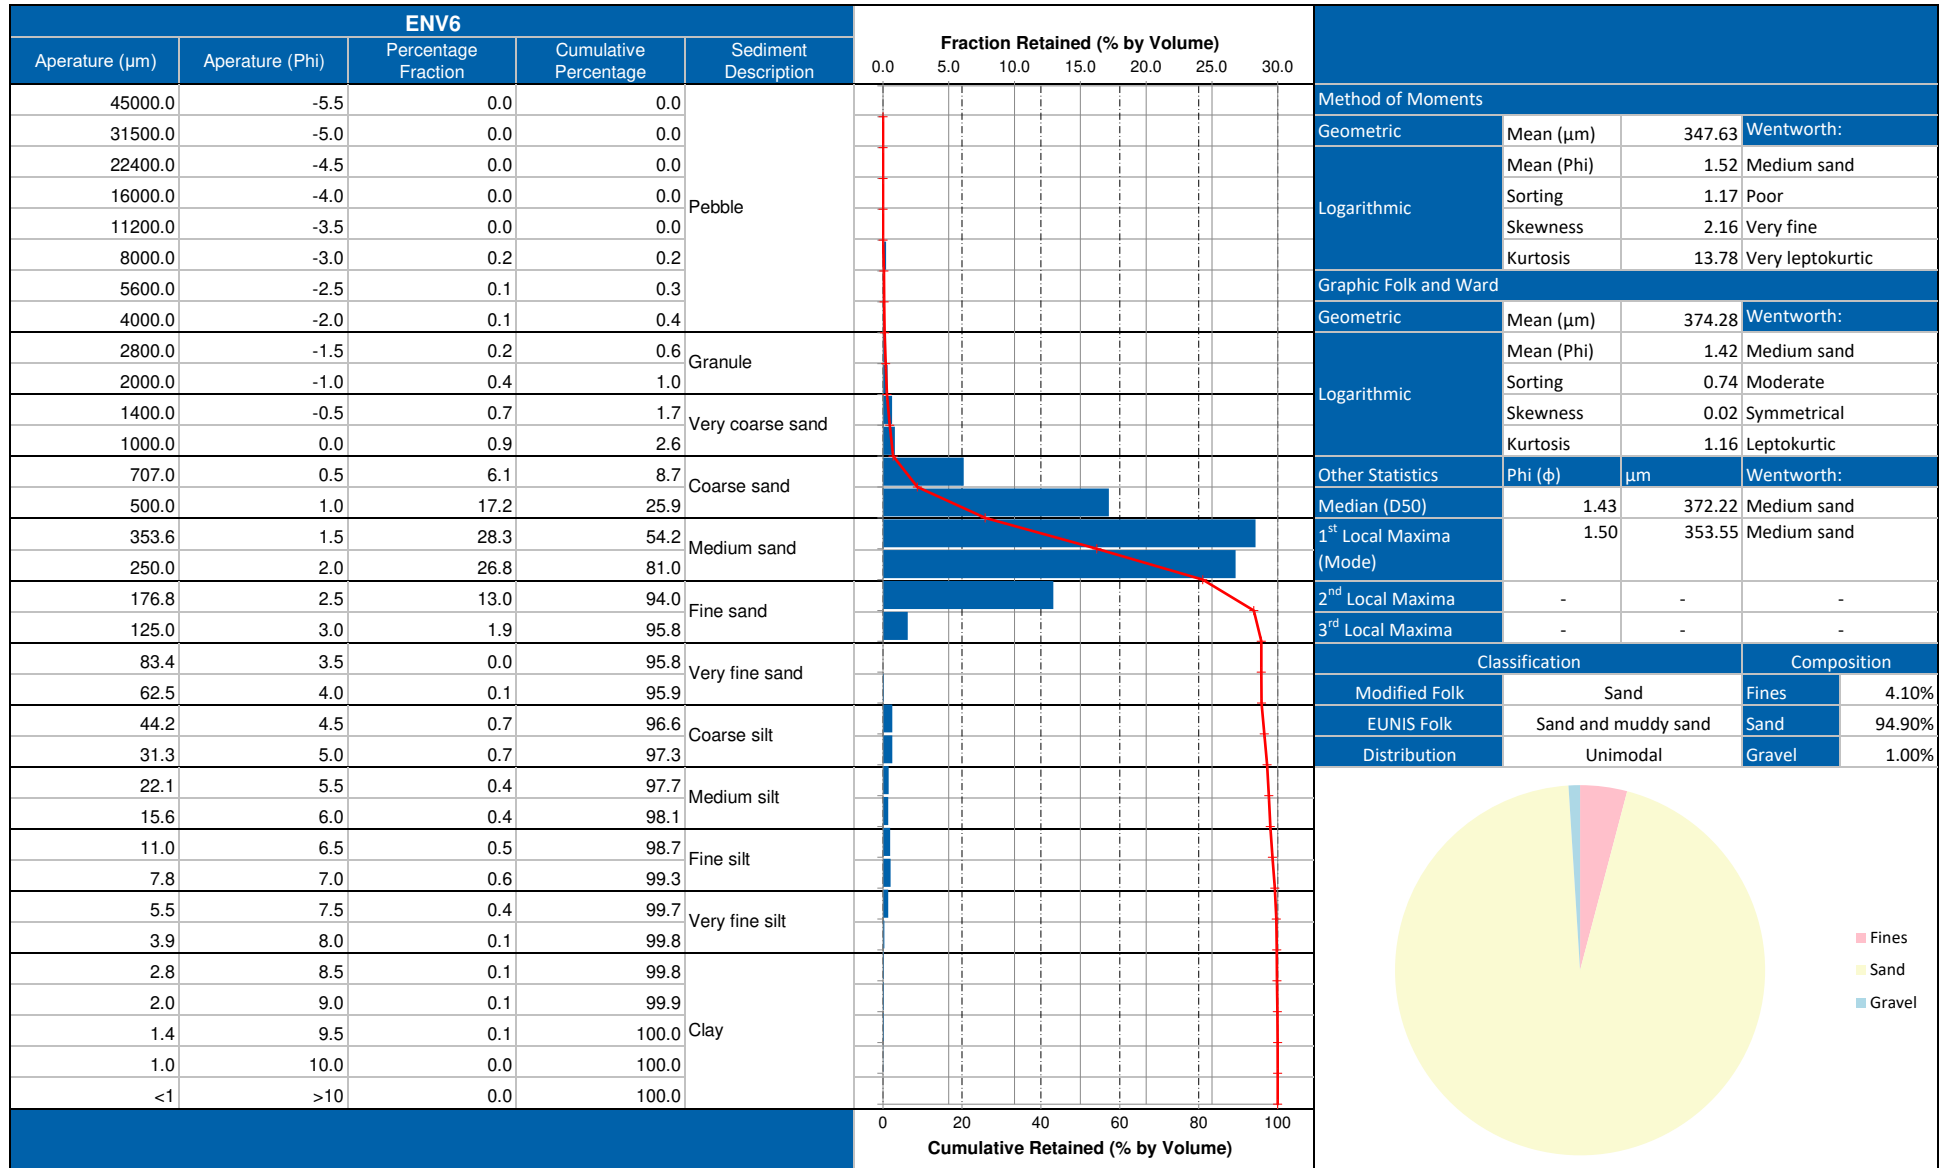 ENV6
Aperature (µm) Aperature (Phi) Percentage Fraction Cumulative Percentage Sediment Description
45000.0 -5.5 0.0 0.0
31500.0 -5.0 0.0 0.0
22400.0 -4.5 0.0 0.0
16000.0 -4.0 0.0 0.0
Pebble
11200.0 -3.5 0.0 0.0
8000.0 -3.0 0.2 0.2
5600.0 -2.5 0.1 0.3
4000.0 -2.0 0.1 0.4
2800.0 -1.5 0.2 0.6
Granule
2000.0 -1.0 0.4 1.0
1400.0 -0.5 0.7 1.7
Very coarse sand
1000.0 0.0 0.9 2.6
707.0 0.5 6.1 8.7
Coarse sand
500.0 1.0 17.2 25.9
353.6 1.5 28.3 54.2
Medium sand
250.0 2.0 26.8 81.0
176.8 2.5 13.0 94.0
Fine sand
125.0 3.0 1.9 95.8
83.4 3.5 0.0 95.8
Very fine sand
62.5 4.0 0.1 95.9
44.2 4.5 0.7 96.6
Coarse silt
31.3 5.0 0.7 97.3
22.1 5.5 0.4 97.7
Medium silt
15.6 6.0 0.4 98.1
11.0 6.5 0.5 98.7
Fine silt
7.8 7.0 0.6 99.3
5.5 7.5 0.4 99.7
Very fine silt
3.9 8.0 0.1 99.8
2.8 8.5 0.1 99.8
2.0 9.0 0.1 99.9
1.4 9.5 0.1 100.0 Clay
1.0 10.0 0.0 100.0
<1 >10 0.0 100.0
Fraction Retained (% by Volume)
0.0 5.0 10.0 15.0 20.0 25.0 30.0
0 20 40 60 80 100
Cumulative Retained (% by Volume)
Method of Moments
Geometric Mean (µm) 347.63 Wentworth:
Mean (Phi) 1.52 Medium sand
Logarithmic
Sorting 1.17 Poor
Skewness 2.16 Very fine
Kurtosis 13.78 Very leptokurtic
Graphic Folk and Ward
Geometric Mean (µm) 374.28 Wentworth:
Mean (Phi) 1.42 Medium sand
Logarithmic
Sorting 0.74 Moderate
Skewness 0.02 Symmetrical
Kurtosis 1.16 Leptokurtic
Other Statistics Phi (ϕ) µm Wentworth:
Median (D50) 1.43 372.22 Medium sand
1st Local Maxima 1.50 353.55 Medium sand
(Mode)
2nd Local Maxima - - -
3rd Local Maxima - - -
Classification Composition
Modified Folk Sand Fines 4.10%
EUNIS Folk Sand and muddy sand Sand 94.90%
Distribution Unimodal Gravel 1.00%
Fines
Sand
Gravel